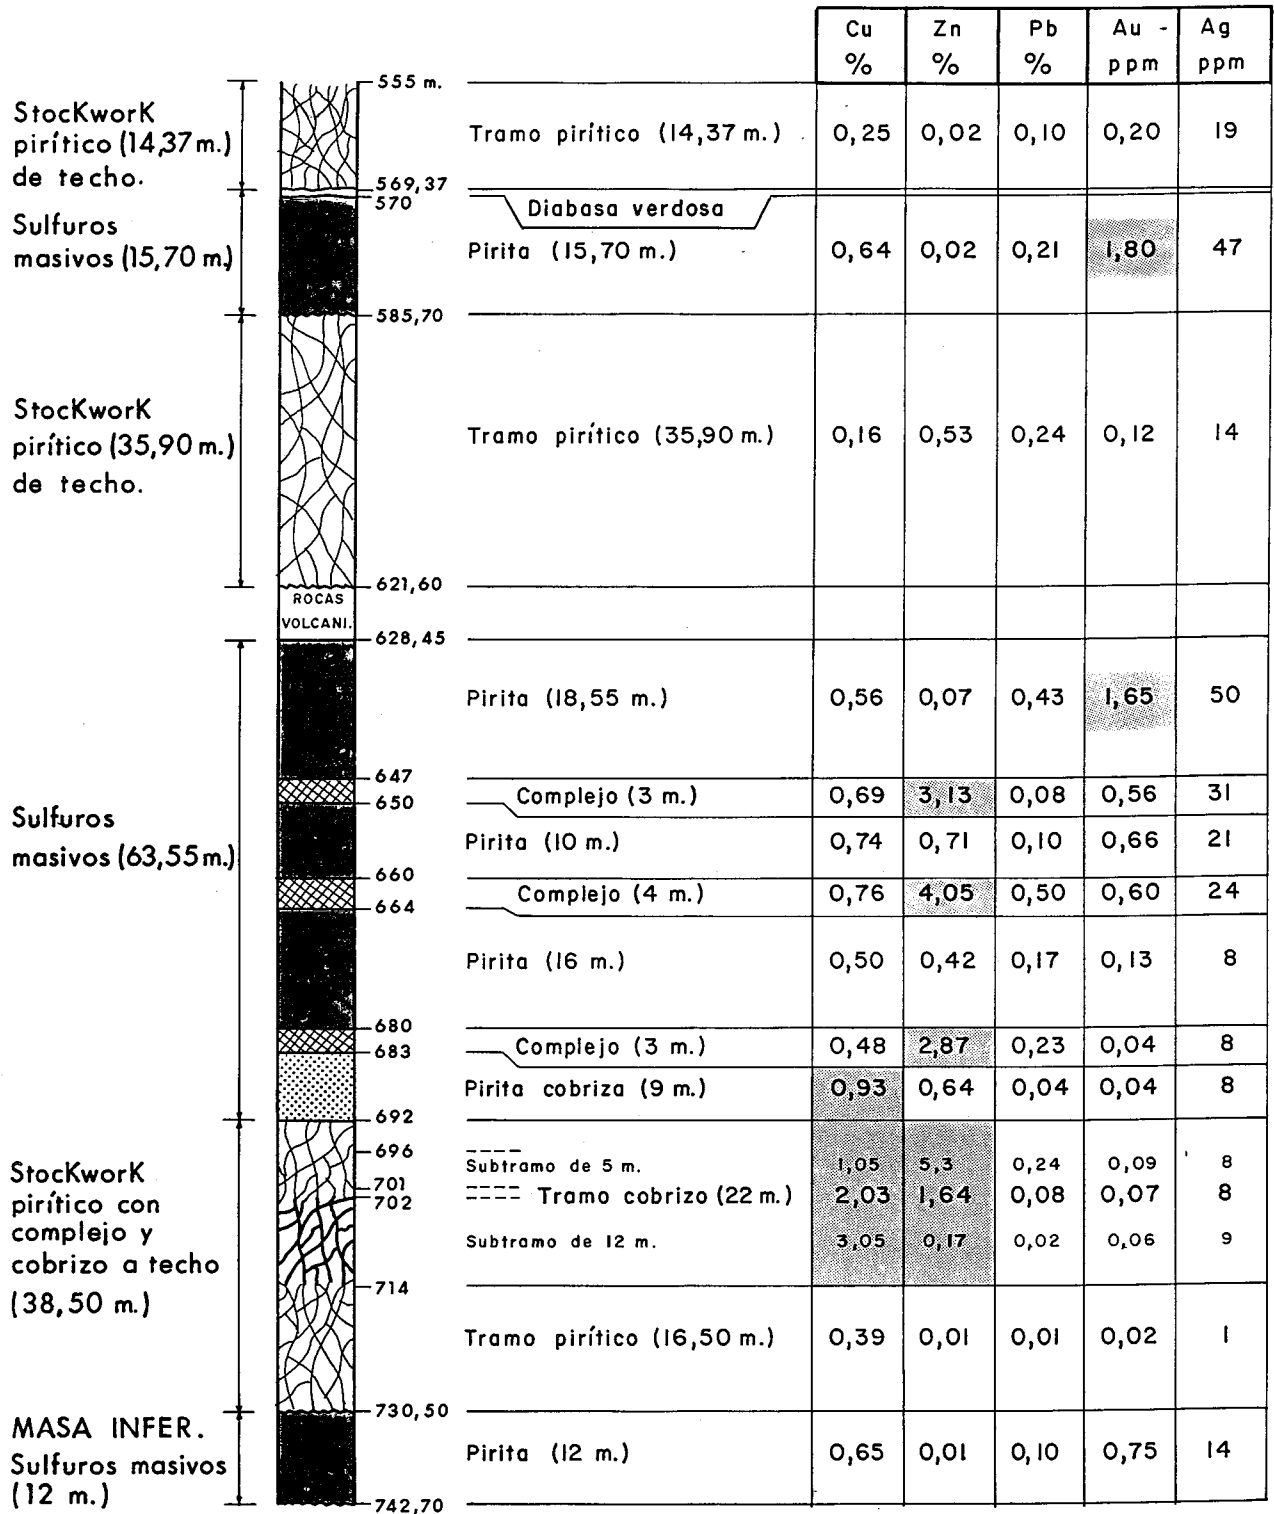 Cu Zn Pb Au - Ag
% % % ppm ppm
555 m.
StocKworK
pirítico (14,37 m.)
de techo.
Tramo pirítico (14,37 m.) 0,25 0,02 0,10 0,20 19
569,37
570
Diabasa verdosa
Sulfuros
masivos (15,70 m.)
Pirita (15,70 m.) 0,64 0,02 0,21 1,80 47
585,70
StocKworK
pirítico (35,90 m.)
de techo.
Tramo pirítico (35,90 m.) 0,16 0,53 0,24 0,12 14
621,60
ROCAS
VOLCANI.
628,45
Pirita (18,55 m.) 0,56 0,07 0,43 1,65 50
647
Complejo (3 m.) 0,69 3,13 0,08 0,56 31
650
Sulfuros
masivos (63,55 m.)
Pirita (10 m.) 0,74 0,71 0,10 0,66 21
660
Complejo (4 m.) 0,76 4,05 0,50 0,60 24
664
Pirita (16 m.) 0,50 0,42 0,17 0,13 8
680
Complejo (3 m.) 0,48 2,87 0,23 0,04 8
683
Pirita cobriza (9 m.) 0,93 0,64 0,04 0,04 8
692
696
StocKworK
pirítico con
complejo y
cobrizo a techo
(38,50 m.)
Subtramo de 5 m. 1,05 5,3 0,24 0,09 8
701
Tramo cobrizo (22 m.) 2,03 1,64 0,08 0,07 8
702
Subtramo de 12 m. 3,05 0,17 0,02 0,06 9
714
Tramo pirítico (16,50 m.) 0,39 0,01 0,01 0,02 1
730,50
MASA INFER.
Sulfuros masivos
(12 m.)
Pirita (12 m.) 0,65 0,01 0,10 0,75 14
742,70